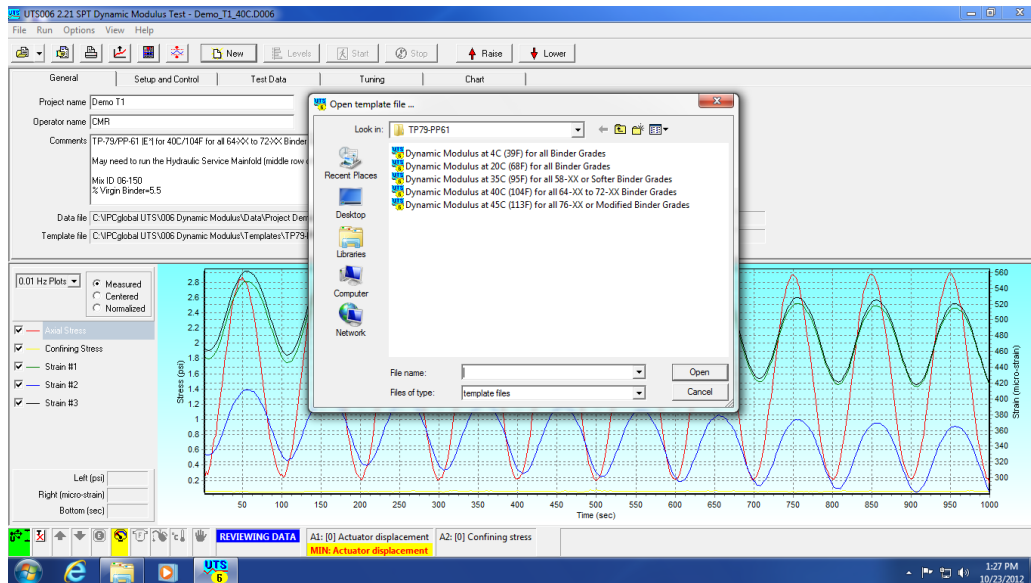 UTS006 2.21 SPT Dynamic Modulus Test - Demo_T1_40C.D006
File Run Options View Help
New Levels Start Stop Raise Lower
General Setup and Control Test Data Tuning Chart
Project name Demo T1
Operator name CMR
Comments TP-79/PP-61 |E*| for 40C/104F for all 64-XX to 72-XX Binder
May need to run the Hydraulic Service Mainfold (middle row
Mix ID 06-150
% Virgin Binder=5.5
Data file C:\IPCglobal UTS\006 Dynamic Modulus\Data\Project Dem
Template file C:\IPCglobal UTS\006 Dynamic Modulus\Templates\TP79-
Open template file ...
Look in: TP79-PP61
Recent Places
Desktop
Libraries
Computer
Network
Dynamic Modulus at 4C (39F) for all Binder Grades
Dynamic Modulus at 20C (68F) for all Binder Grades
Dynamic Modulus at 35C (95F) for all 58-XX or Softer Binder Grades
Dynamic Modulus at 40C (104F) for all 64-XX to 72-XX Binder Grades
Dynamic Modulus at 45C (113F) for all 76-XX or Modified Binder Grades
File name: Open
Files of type: template files Cancel
0.01 Hz Plots
Measured
Centered
Normalized
Axial Stress
Confining Stress
Strain #1
Strain #2
Strain #3
Left (psi)
Right (micro-strain)
Bottom (sec)
Stress (psi)
2.8
2.6
2.4
2.2
2
1.8
1.6
1.4
1.2
1
0.8
0.6
0.4
0.2
50 100 150 200 250 300 350 400 450 500 550 600 650 700 750 800 850 900 950 1000
Time (sec)
560
540
520
500
480
460
440
420
400
380
360
340
320
300
Strain (micro-strain)
REVIEWING DATA A1: [0] Actuator displacement A2: [0] Confining stress
MIN: Actuator displacement
UTS
6
1:27 PM
10/23/2012